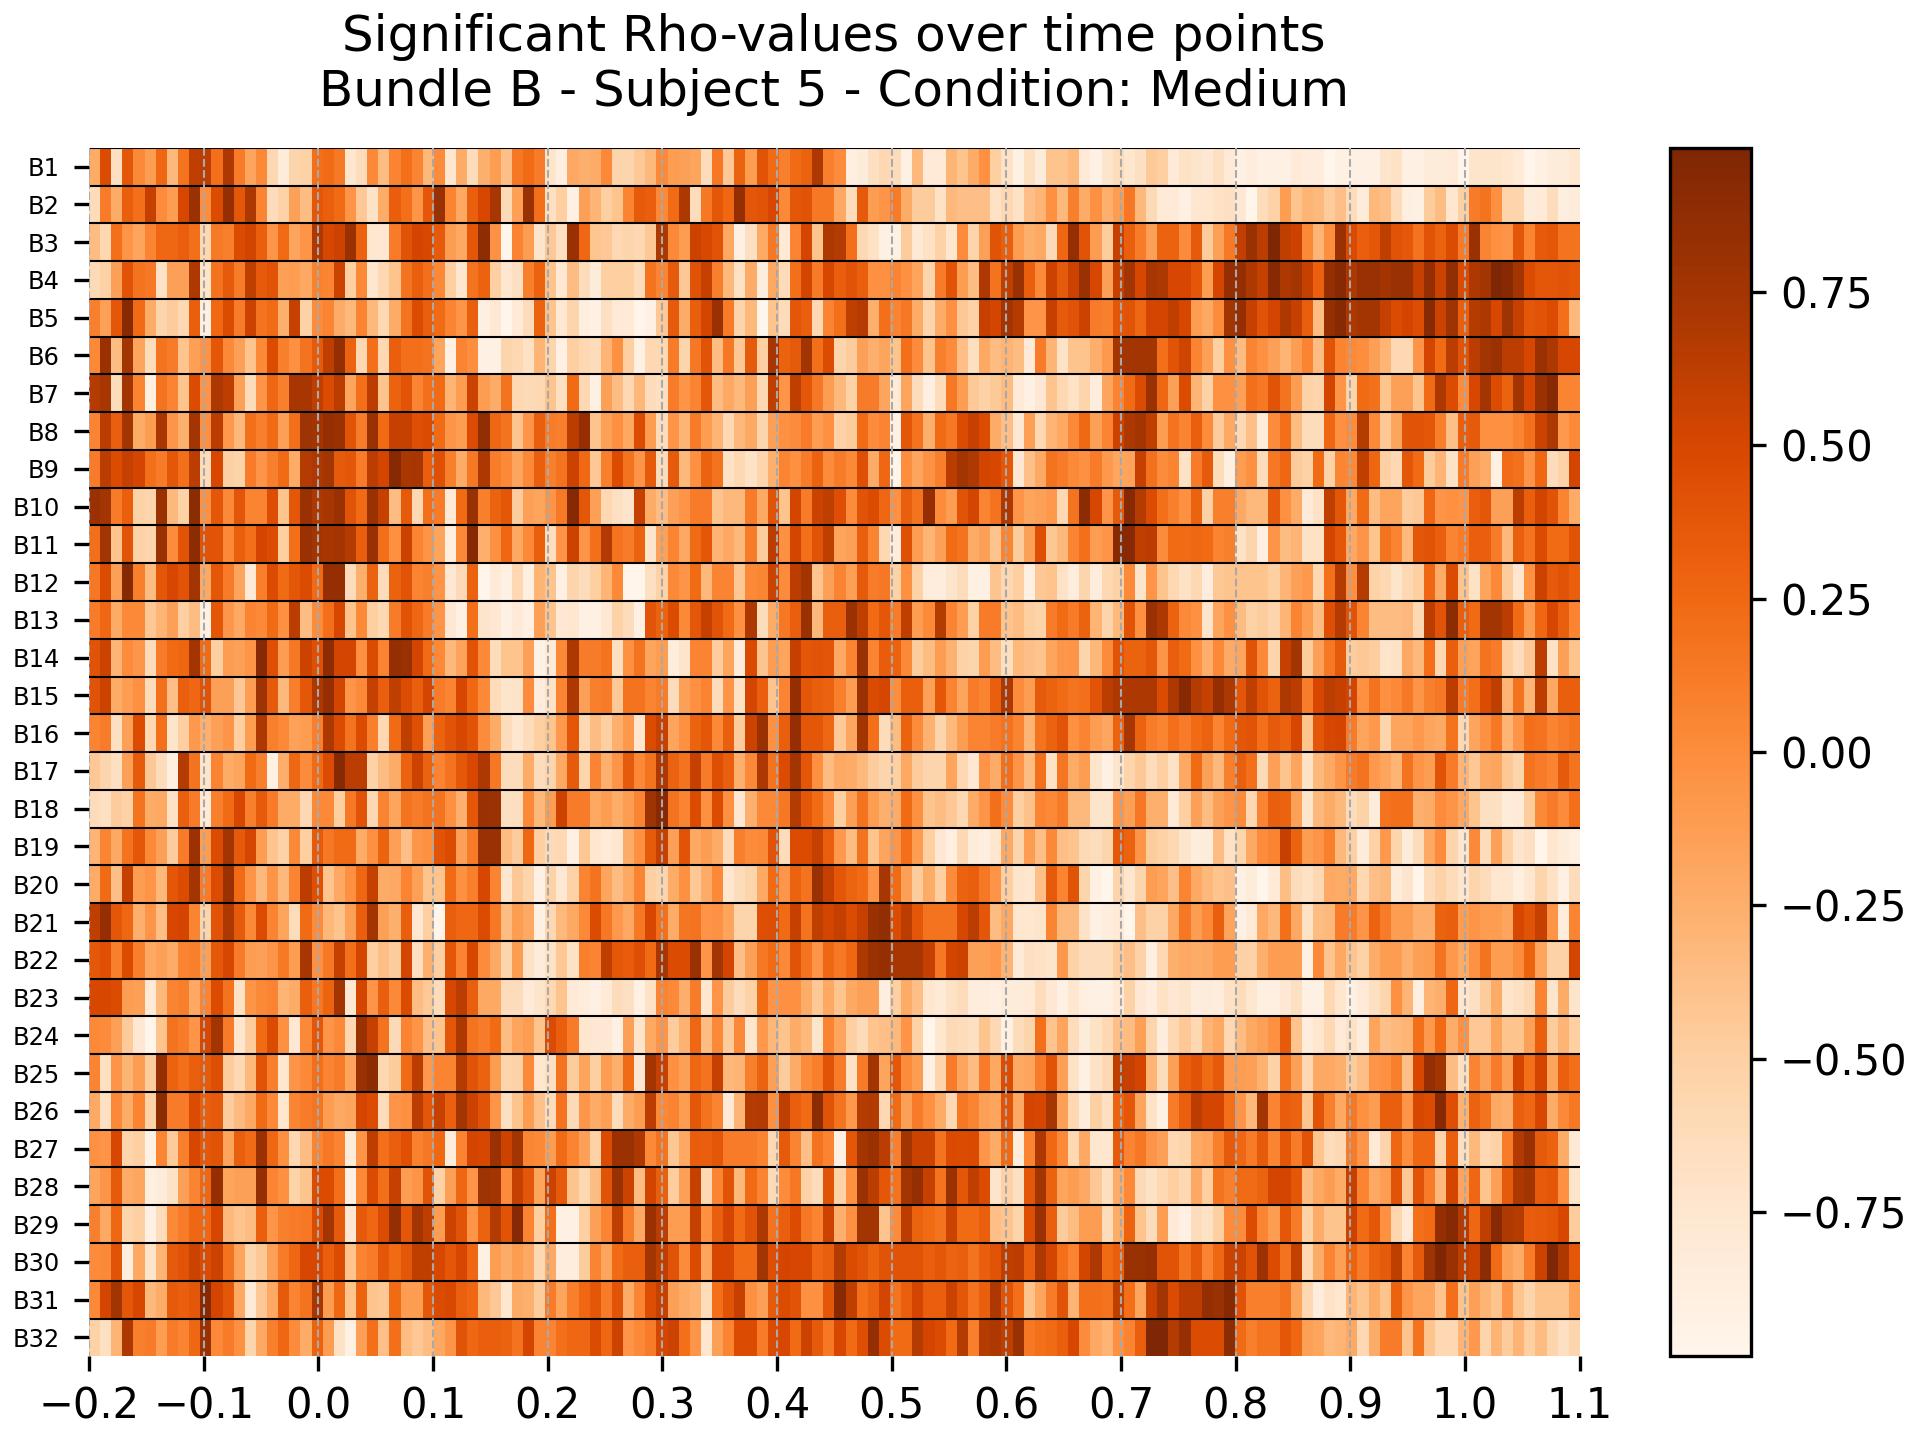 Significant Rho-values over time points
Bundle B - Subject 5 - Condition: Medium
B1
B2
B3
B4
B5
B6
B7
B8
B9
B10
B11
B12
B13
B14
B15
B16
B17
B18
B19
B20
B21
B22
B23
B24
B25
B26
B27
B28
B29
B30
B31
B32
−0.2 −0.1 0.0 0.1 0.2 0.3 0.4 0.5 0.6 0.7 0.8 0.9 1.0 1.1
0.75
0.50
0.25
0.00
−0.25
−0.50
−0.75